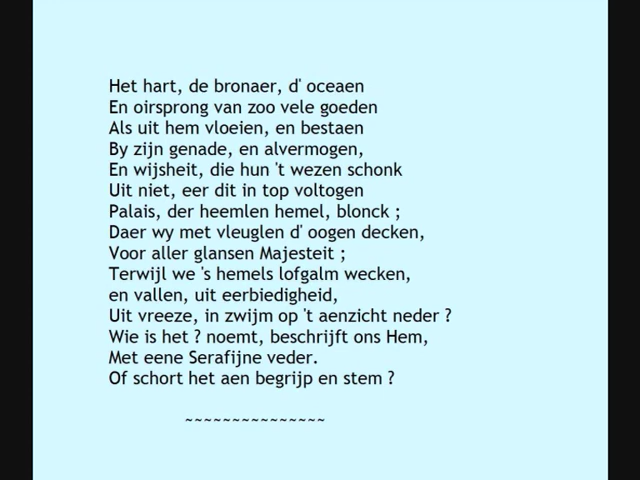 Het hart, de bronaer, d' oceaen
En oirsprong van zoo vele goeden
Als uit hem vloeien, en bestaen
By zijn genade, en alvermogen,
En wijsheit, die hun 't wezen schonk
Uit niet, eer dit in top voltogen
Palais, der heemlen hemel, blonck ;
Daer wy met vleuglen d' oogen decken,
Voor aller glansen Majesteit ;
Terwijl we 's hemels lofgalm wecken,
en vallen, uit eerbiedigheid,
Uit vreeze, in zwijm op 't aenzicht neder ?
Wie is het ? noemt, beschrijft ons Hem,
Met eene Serafijne veder.
Of schort het aen begrijp en stem ?
~~~~~~~~~~~~~~~